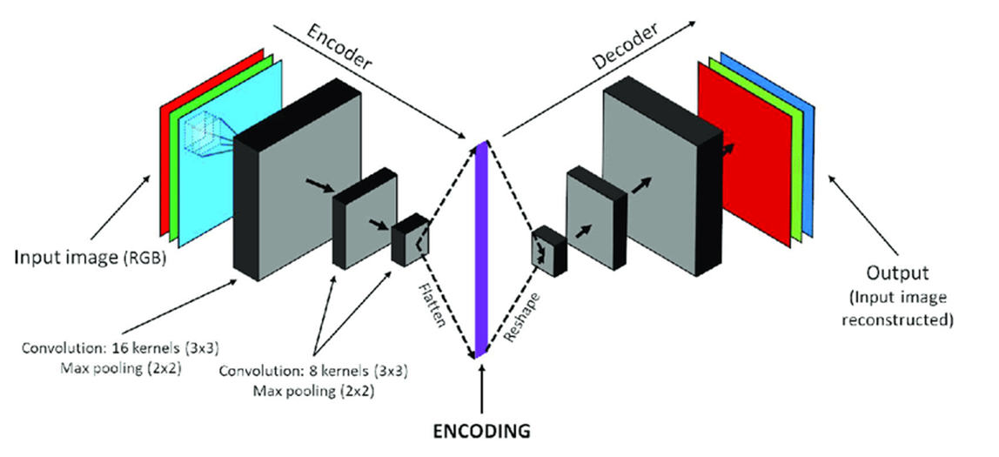 Encoder
Decoder
Input image (RGB)
Output
(Input image
reconstructed)
Flatten
Reshape
Convolution: 16 kernels (3x3)
Max pooling (2x2)
Convolution: 8 kernels (3x3)
Max pooling (2x2)
ENCODING